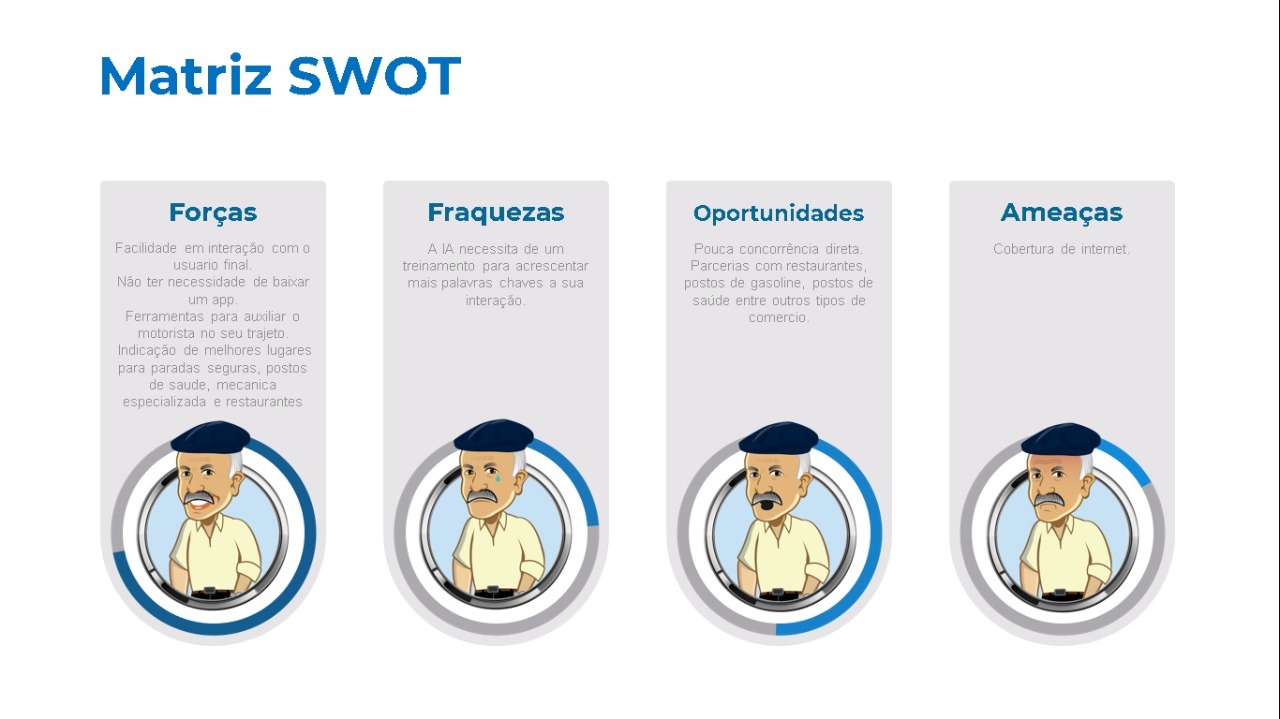 Matriz SWOT
Forças
Facilidade em interação com o
usuario final.
Não ter necessidade de baixar
um app.
Ferramentas para auxiliar o
motorista no seu trajeto.
Indicação de melhores lugares
para paradas seguras, postos
de saude, mecanica
especializada e restaurantes
Fraquezas
A IA necessita de um
treinamento para acrescentar
mais palavras chaves a sua
interação.
Oportunidades
Pouca concorrência direta.
Parcerias com restaurantes,
postos de gasoline, postos de
saúde entre outros tipos de
comercio.
Ameaças
Cobertura de internet.